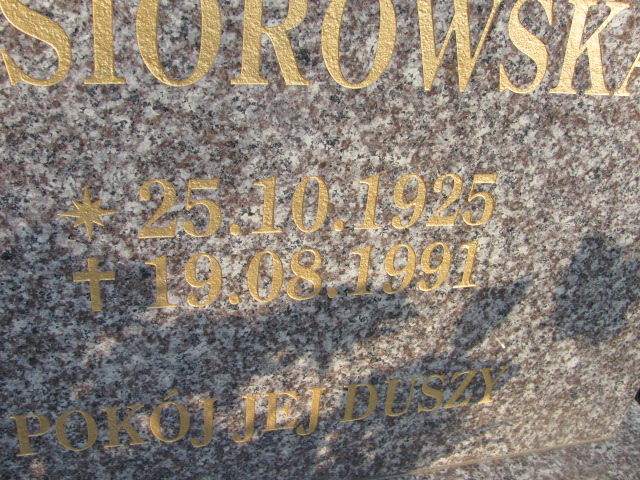 SIOROWSKA
25.10.1925
19.08.1991
POKÓJ JEJ DUSZY